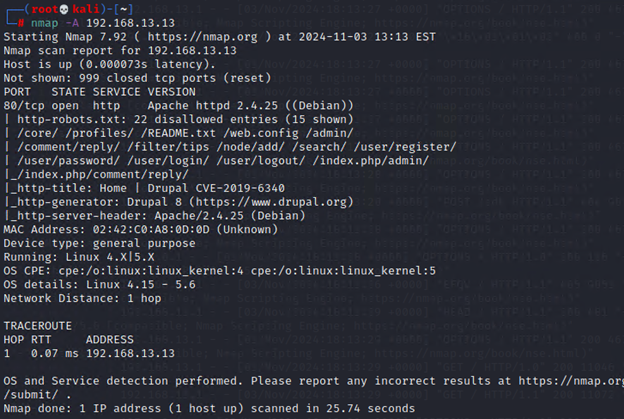 ┌──(root💀kali)-[~]
└─# nmap -A 192.168.13.13
Starting Nmap 7.92 ( https://nmap.org ) at 2024-11-03 13:13 EST
Nmap scan report for 192.168.13.13
Host is up (0.000073s latency).
Not shown: 999 closed tcp ports (reset)
PORT   STATE SERVICE VERSION
80/tcp open  http    Apache httpd 2.4.25 ((Debian))
| http-robots.txt: 22 disallowed entries (15 shown)
| /core/ /profiles/ /README.txt /web.config /admin/
| /comment/reply/ /filter/tips /node/add/ /search/ /user/register/
| /user/password/ /user/login/ /user/logout/ /index.php/admin/
|_/index.php/comment/reply/
|_http-title: Home | Drupal CVE-2019-6340
|_http-generator: Drupal 8 (https://www.drupal.org)
|_http-server-header: Apache/2.4.25 (Debian)
MAC Address: 02:42:C0:A8:0D:0D (Unknown)
Device type: general purpose
Running: Linux 4.X|5.X
OS CPE: cpe:/o:linux:linux_kernel:4 cpe:/o:linux:linux_kernel:5
OS details: Linux 4.15 - 5.6
Network Distance: 1 hop
TRACEROUTE
HOP RTT     ADDRESS
1   0.07 ms 192.168.13.13
OS and Service detection performed. Please report any incorrect results at https://nmap.org
/submit/ .
Nmap done: 1 IP address (1 host up) scanned in 25.74 seconds